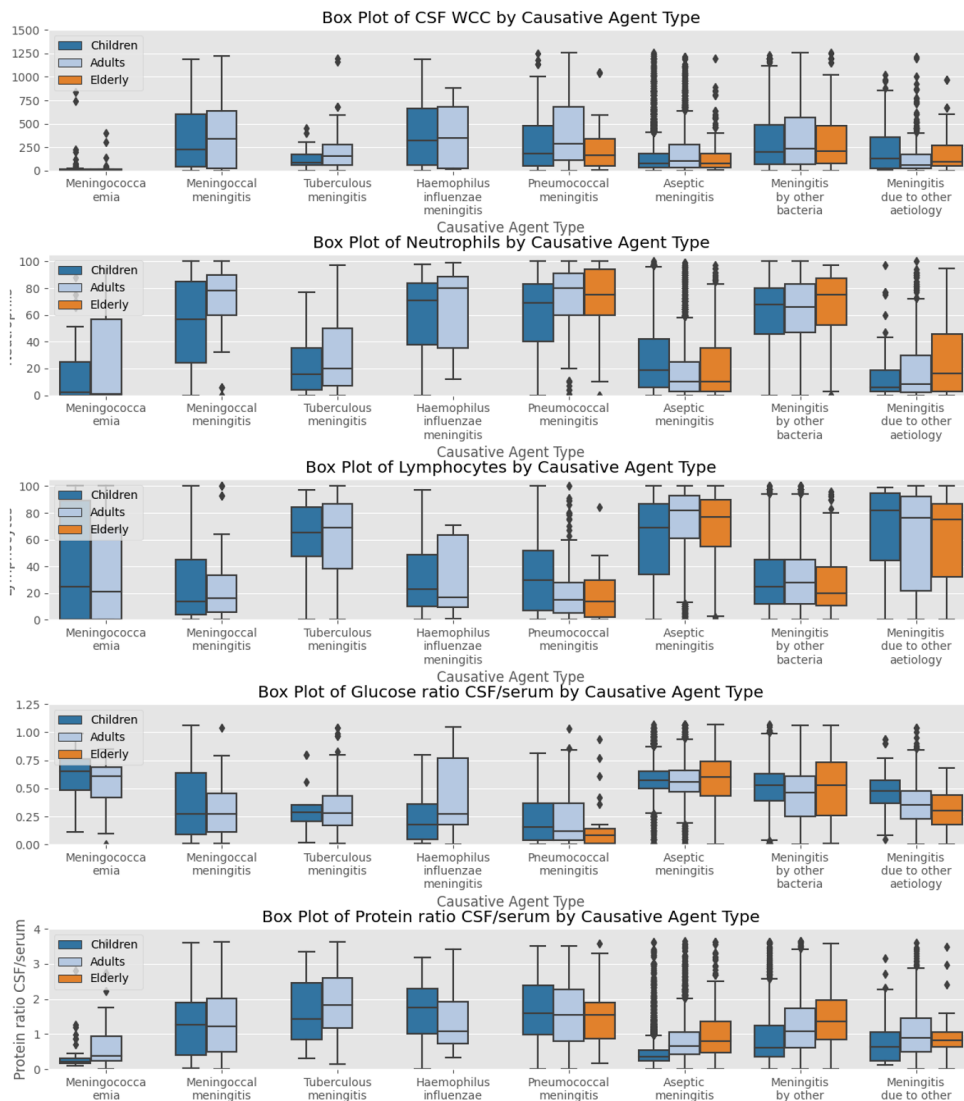 Box Plot of CSF WCC by Causative Agent Type
1500
1250
1000
750
500
250
0
Children
Adults
Elderly
Meningococca
emia
Meningoccal
meningitis
Tuberculous
meningitis
Haemophilus
influenzae
meningitis
Pneumococcal
meningitis
Aseptic
meningitis
Meningitis
by other
bacteria
Meningitis
due to other
aetiology
Causative Agent Type
Box Plot of Neutrophils by Causative Agent Type
100
80
60
40
20
0
Children
Adults
Elderly
Meningococca
emia
Meningoccal
meningitis
Tuberculous
meningitis
Haemophilus
influenzae
meningitis
Pneumococcal
meningitis
Aseptic
meningitis
Meningitis
by other
bacteria
Meningitis
due to other
aetiology
Causative Agent Type
Box Plot of Lymphocytes by Causative Agent Type
100
80
60
40
20
0
Children
Adults
Elderly
Meningococca
emia
Meningoccal
meningitis
Tuberculous
meningitis
Haemophilus
influenzae
meningitis
Pneumococcal
meningitis
Aseptic
meningitis
Meningitis
by other
bacteria
Meningitis
due to other
aetiology
Causative Agent Type
Box Plot of Glucose ratio CSF/serum by Causative Agent Type
1.25
1.00
0.75
0.50
0.25
0.00
Children
Adults
Elderly
Meningococca
emia
Meningoccal
meningitis
Tuberculous
meningitis
Haemophilus
influenzae
meningitis
Pneumococcal
meningitis
Aseptic
meningitis
Meningitis
by other
bacteria
Meningitis
due to other
aetiology
Causative Agent Type
Box Plot of Protein ratio CSF/serum by Causative Agent Type
Protein ratio CSF/serum
4
3
2
1
0
Children
Adults
Elderly
Meningococca
emia
Meningoccal
meningitis
Tuberculous
meningitis
Haemophilus
influenzae
Pneumococcal
meningitis
Aseptic
meningitis
Meningitis
by other
Meningitis
due to other